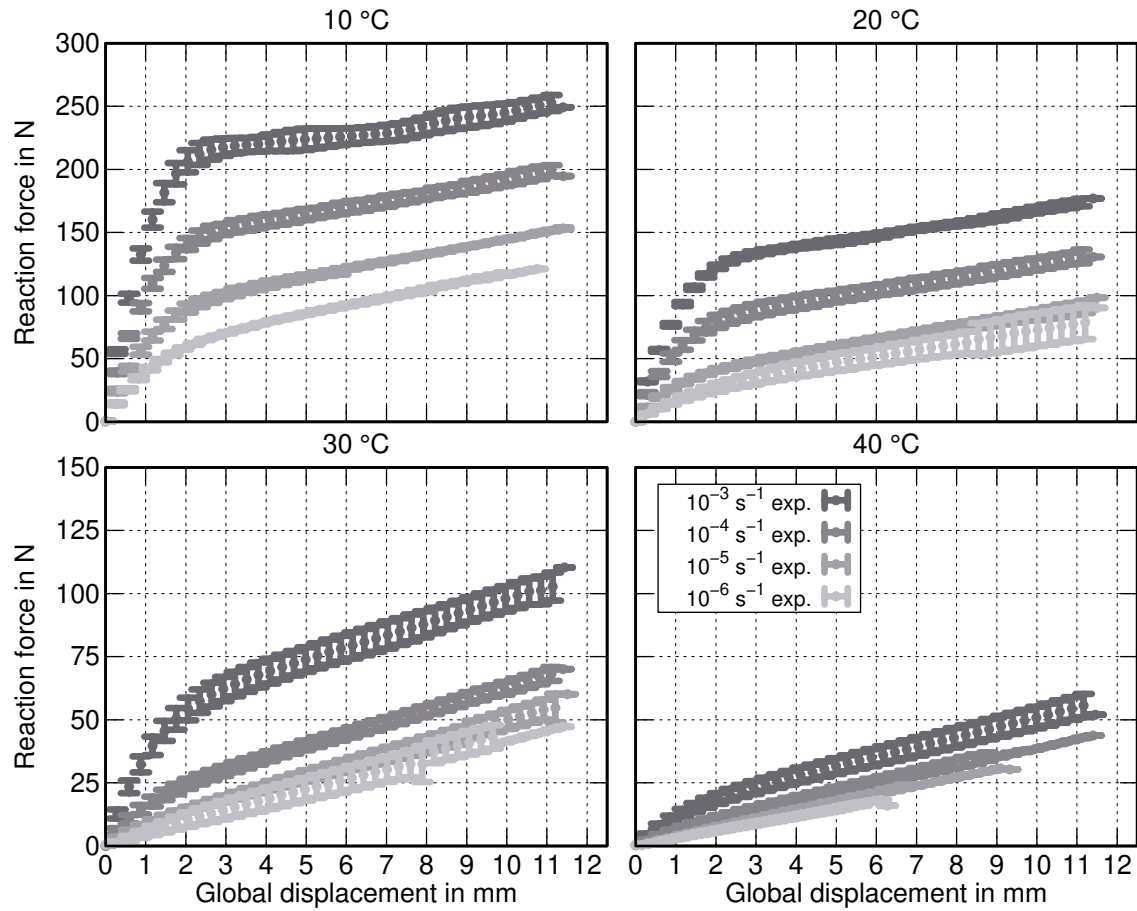 10 °C
20 °C
300
250
200
150
100
50
0
Reaction force in N
30 °C
40 °C
150
125
100
75
50
25
0
Reaction force in N
10⁻³ s⁻¹ exp.
10⁻⁴ s⁻¹ exp.
10⁻⁵ s⁻¹ exp.
10⁻⁶ s⁻¹ exp.
0 1 2 3 4 5 6 7 8 9 10 11 12
0 1 2 3 4 5 6 7 8 9 10 11 12
Global displacement in mm
Global displacement in mm